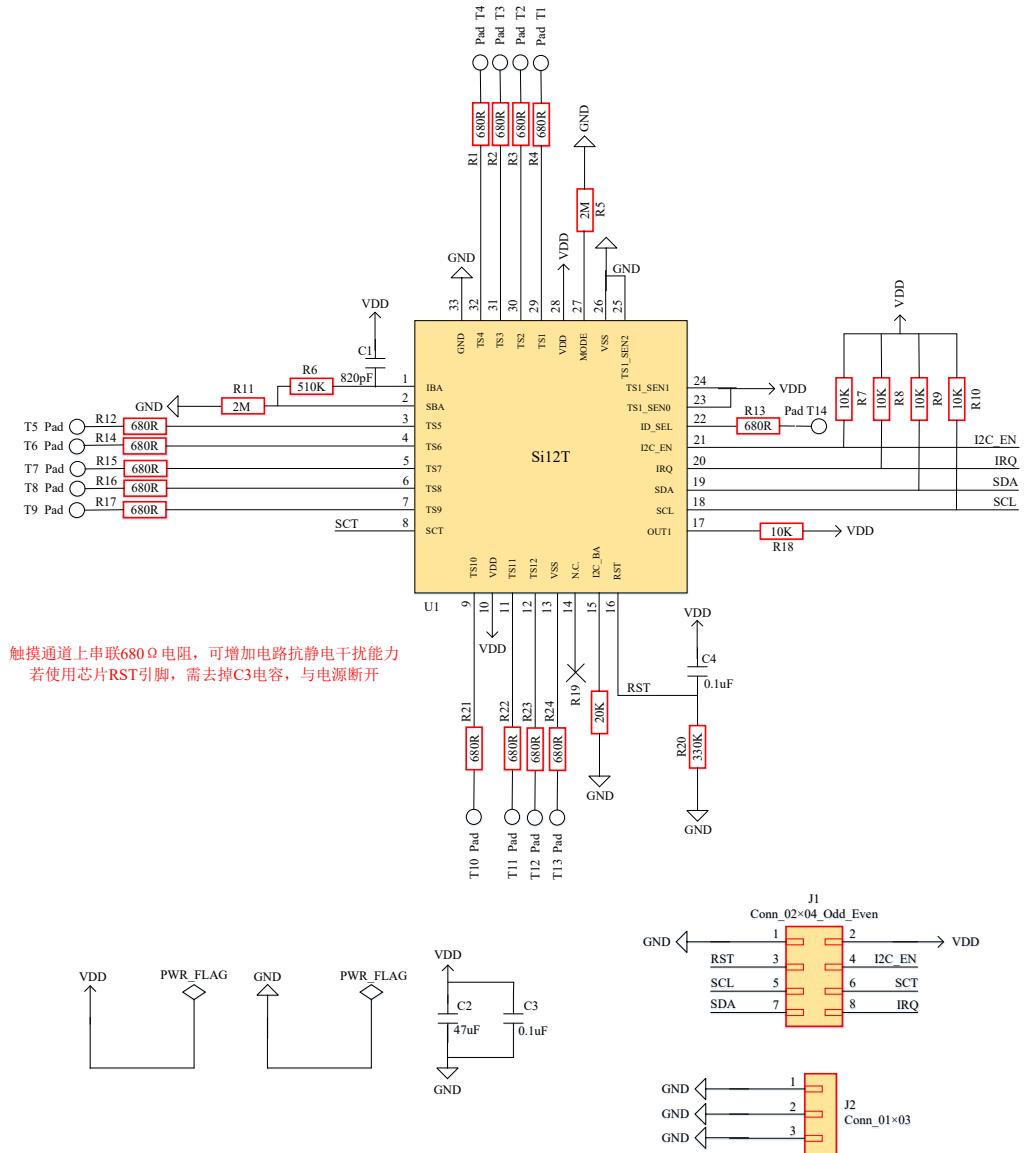 Pad T4
Pad T3
Pad T2
Pad T1
680R
680R
680R
680R
R1
R2
R3
R4
GND
2M
R5
VDD
GND
GND
33
32
31
30
29
28
27
26
25
GND
TS4
TS3
TS2
TS1
VDD
MODE
VSS
TS1_SEN2
VDD
C1
820pF
R6
510K
R11
2M
GND
1
2
3
4
5
6
7
8
IBA
SBA
TS5
TS6
TS7
TS8
TS9
SCT
T5 Pad
R12
680R
T6 Pad
R14
680R
T7 Pad
R15
680R
T8 Pad
R16
680R
T9 Pad
R17
680R
SCT
Si12T
TS1_SEN1
TS1_SEN0
ID_SEL
I2C_EN
IRQ
SDA
SCL
OUT1
24
23
22
21
20
19
18
17
VDD
R13
680R
Pad T14
VDD
10K
R7
10K
R8
10K
R9
10K
R10
I2C_EN
IRQ
SDA
SCL
10K
R18
VDD
TS10
VDD
TS11
TS12
VSS
N.C.
I2C_BA
RST
U1
9
10
11
12
13
14
15
16
VDD
触摸通道上串联680Ω电阻，可增加电路抗静电干扰能力
若使用芯片RST引脚，需去掉C3电容，与电源断开
R21
680R
R22
680R
R23
680R
R24
680R
R19
20K
GND
RST
VDD
C4
0.1uF
R20
330K
GND
T10 Pad
T11 Pad
T12 Pad
T13 Pad
J1
Conn_02×04_Odd_Even
GND
1
2
VDD
RST
3
4
I2C_EN
SCL
5
6
SCT
SDA
7
8
IRQ
VDD
PWR_FLAG
GND
PWR_FLAG
VDD
C2
47uF
C3
0.1uF
GND
GND
1
GND
2
GND
3
J2
Conn_01×03